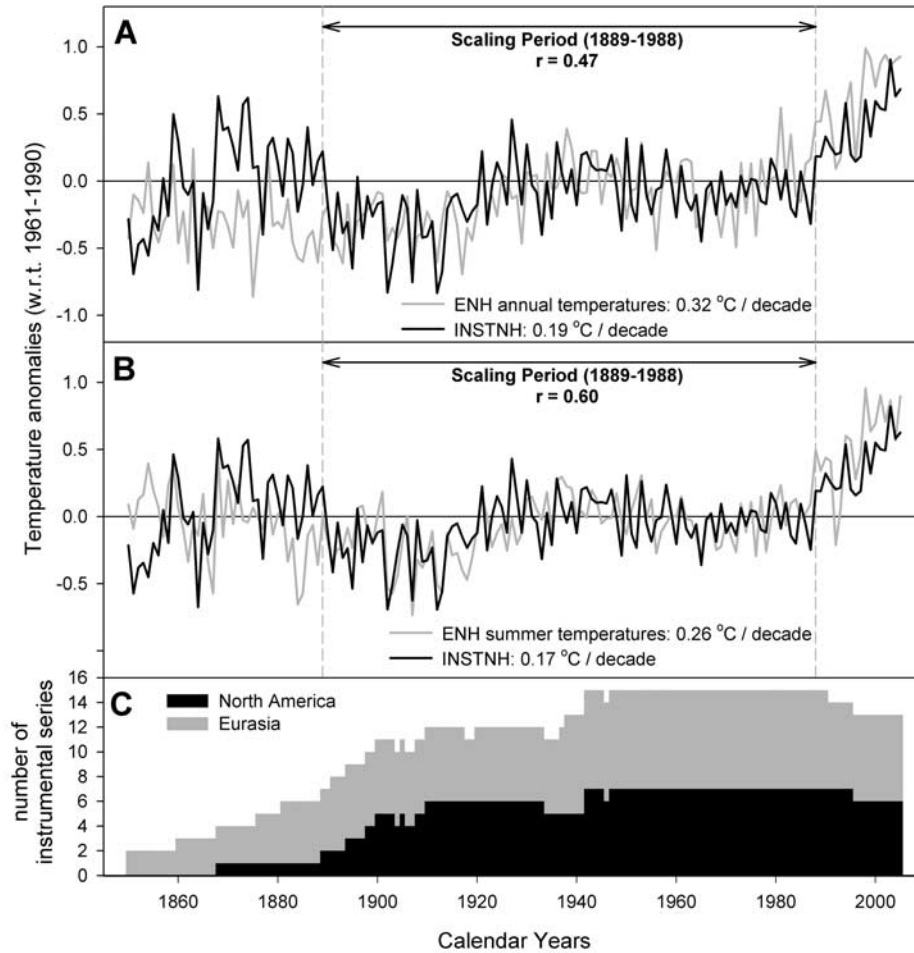 A
Scaling Period (1889-1988)
r = 0.47
1.0
0.5
0.0
-0.5
-1.0
ENH annual temperatures: 0.32 °C / decade
INSTNH: 0.19 °C / decade
Temperature anomalies (w.r.t. 1961-1990)
B
Scaling Period (1889-1988)
r = 0.60
1.0
0.5
0.0
-0.5
ENH summer temperatures: 0.26 °C / decade
INSTNH: 0.17 °C / decade
C
North America
Eurasia
16
14
12
10
8
6
4
2
0
number of
instrumental series
1860 1880 1900 1920 1940 1960 1980 2000
Calendar Years